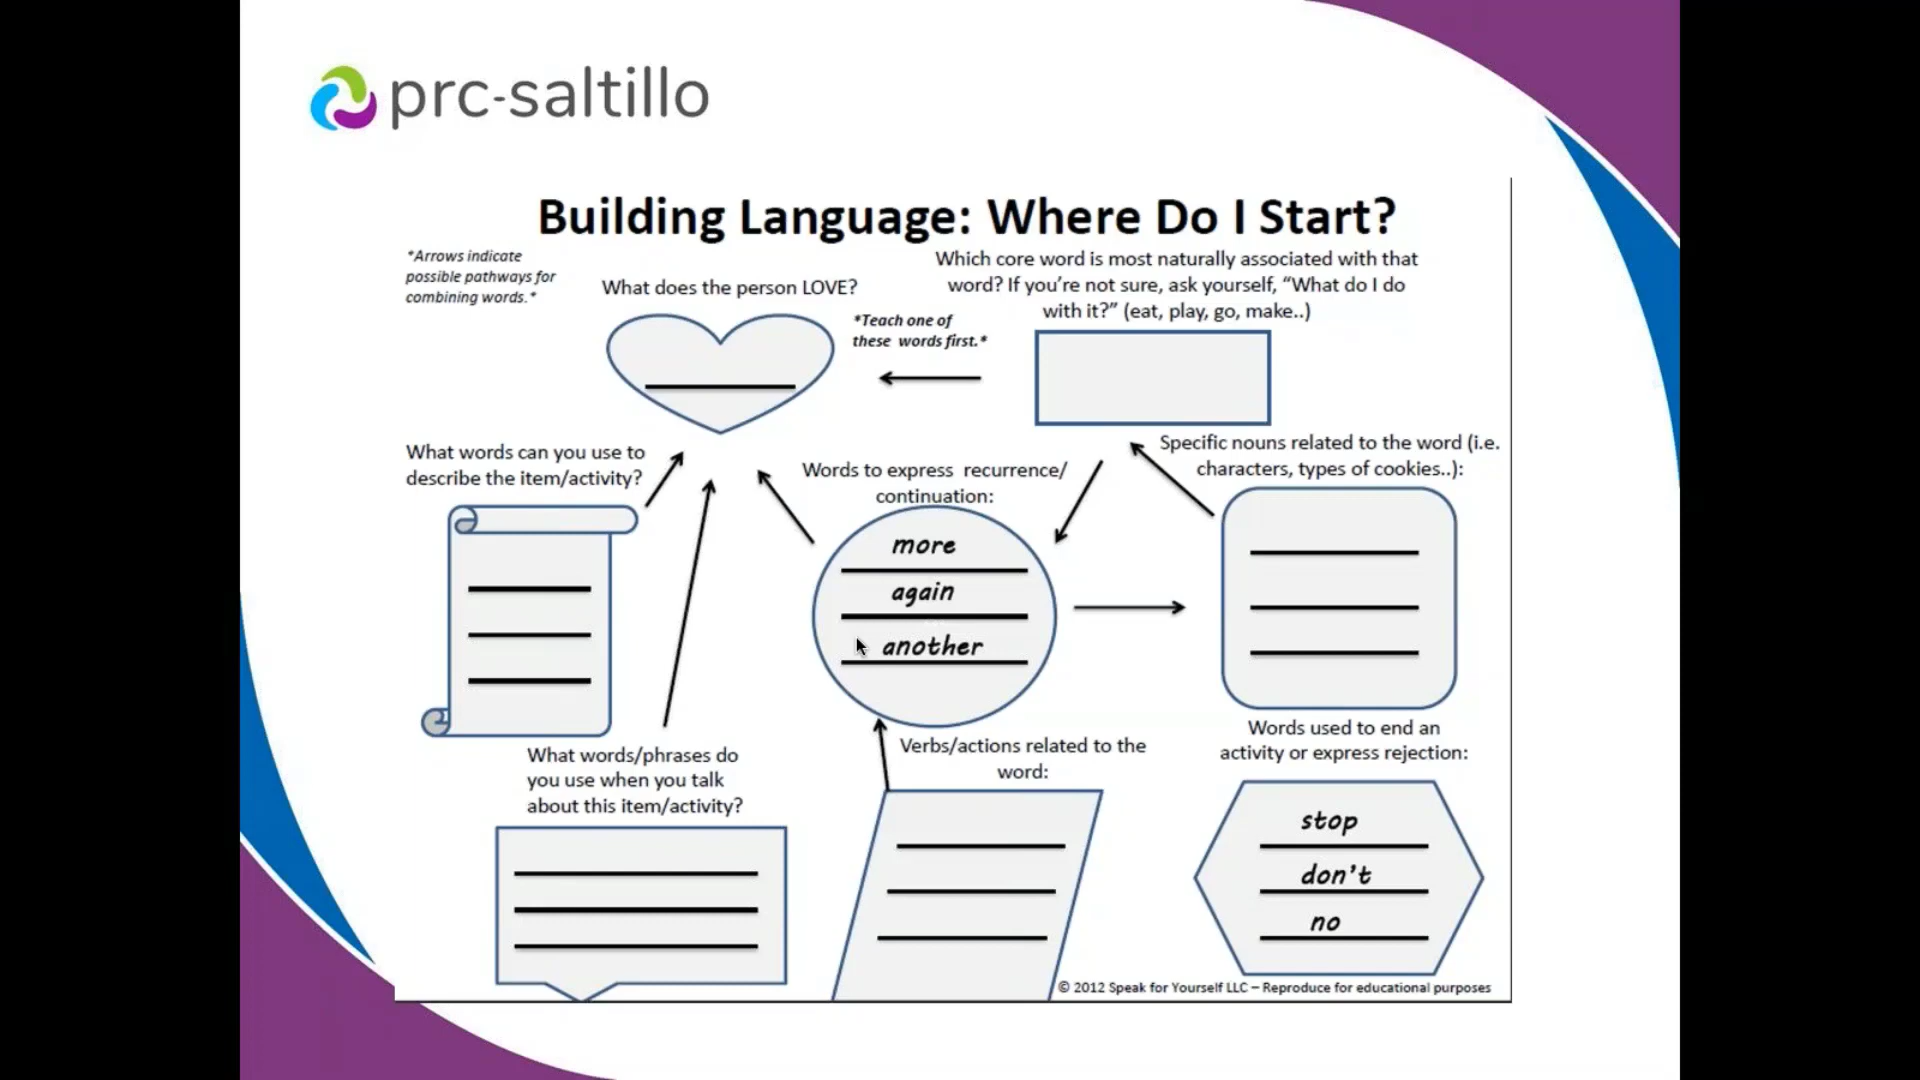 prc-saltillo
Building Language: Where Do I Start?
*Arrows indicate
possible pathways for
combining words.*
What does the person LOVE?
Which core word is most naturally associated with that
word? If you're not sure, ask yourself, “What do I do
with it?” (eat, play, go, make..)
*Teach one of
these words first.*
What words can you use to
describe the item/activity?
Words to express recurrence/
continuation:
more
again
another
Specific nouns related to the word (i.e.
characters, types of cookies..):
What words/phrases do
you use when you talk
about this item/activity?
Verbs/actions related to the
word:
Words used to end an
activity or express rejection:
stop
don't
no
© 2012 Speak for Yourself LLC – Reproduce for educational purposes